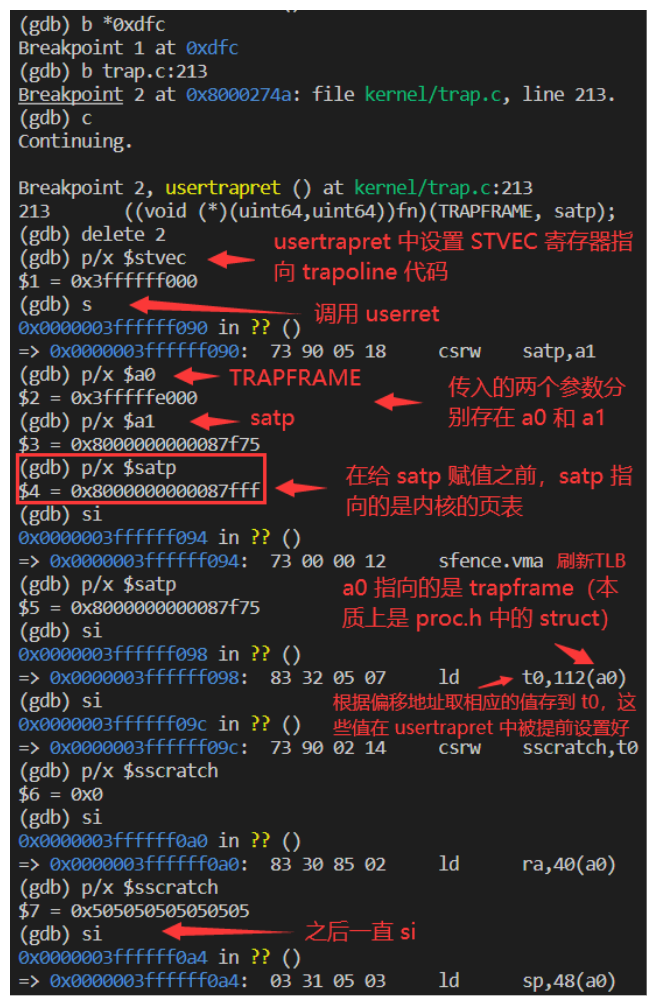 (gdb) b *0xdfc
Breakpoint 1 at 0xdfc
(gdb) b trap.c:213
Breakpoint 2 at 0x8000274a: file kernel/trap.c, line 213.
(gdb) c
Continuing.
Breakpoint 2, usertrapret () at kernel/trap.c:213
213 ((void (*)(uint64,uint64))fn)(TRAPFRAME, satp);
(gdb) delete 2
usertrapret 中设置 STVEC 寄存器指
(gdb) p/x $stvec
向 trapoline 代码
$1 = 0x3ffffff000
(gdb) s
调用 userret
0x0000003ffffff090 in ?? ()
=> 0x0000003ffffff090: 73 90 05 18 csrw satp,a1
(gdb) p/x $a0
TRAPFRAME
传入的两个参数分
$2 = 0x3fffffe000
别存在 a0 和 a1
(gdb) p/x $a1
satp
$3 = 0x8000000000087f75
(gdb) p/x $satp
在给 satp 赋值之前，satp 指
$4 = 0x8000000000087fff
向的是内核的页表
(gdb) si
0x0000003ffffff094 in ?? ()
=> 0x0000003ffffff094: 73 00 00 12 sfence.vma 刷新TLB
(gdb) p/x $satp
a0 指向的是 trapframe（本
$5 = 0x8000000000087f75
质上是 proc.h 中的 struct）
(gdb) si
0x0000003ffffff098 in ?? ()
=> 0x0000003ffffff098: 83 32 05 07 ld t0,112(a0)
(gdb) si
根据偏移地址取相应的值存到 t0，这
0x0000003ffffff09c in ?? ()
些值在 usertrapret 中被提前设置好
=> 0x0000003ffffff09c: 73 90 02 14 csrw sscratch,t0
(gdb) p/x $sscratch
$6 = 0x0
(gdb) si
0x0000003ffffff0a0 in ?? ()
=> 0x0000003ffffff0a0: 83 30 85 02 ld ra,40(a0)
(gdb) p/x $sscratch
$7 = 0x505050505050505
(gdb) si
之后一直 si
0x0000003ffffff0a4 in ?? ()
=> 0x0000003ffffff0a4: 03 31 05 03 ld sp,48(a0)